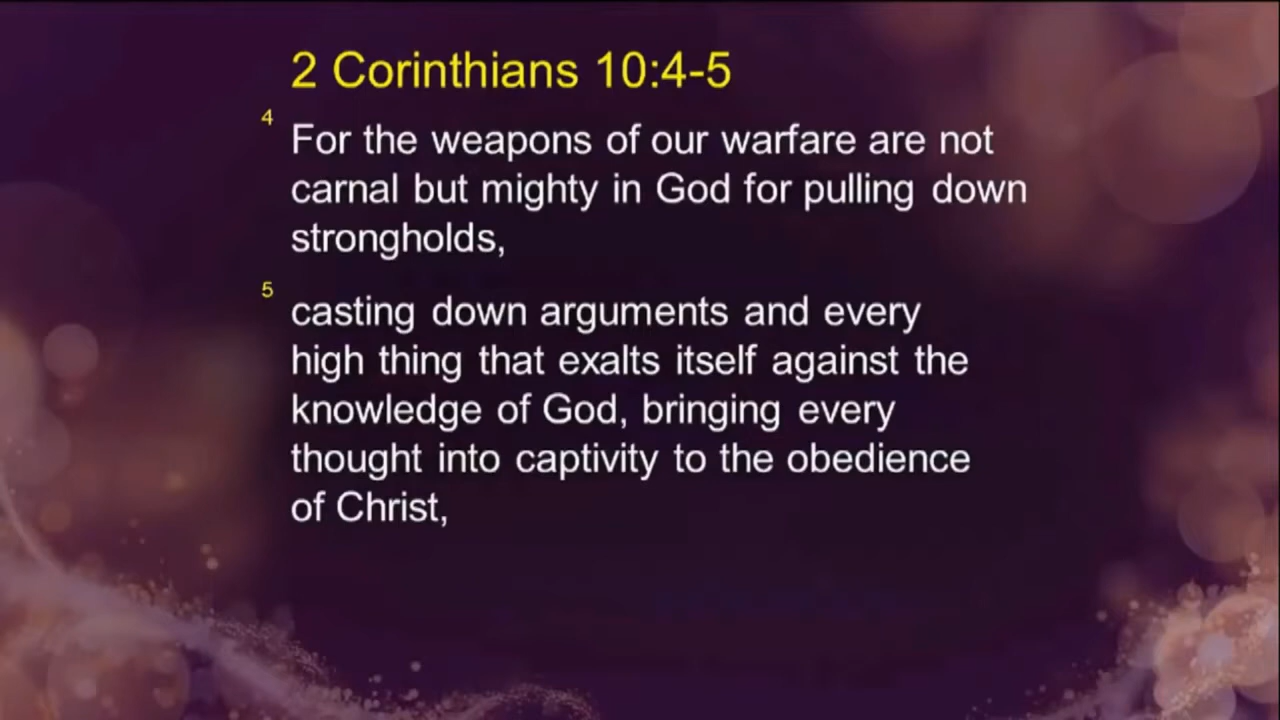 2 Corinthians 10:4-5
4 For the weapons of our warfare are not
carnal but mighty in God for pulling down
strongholds,
5 casting down arguments and every
high thing that exalts itself against the
knowledge of God, bringing every
thought into captivity to the obedience
of Christ,